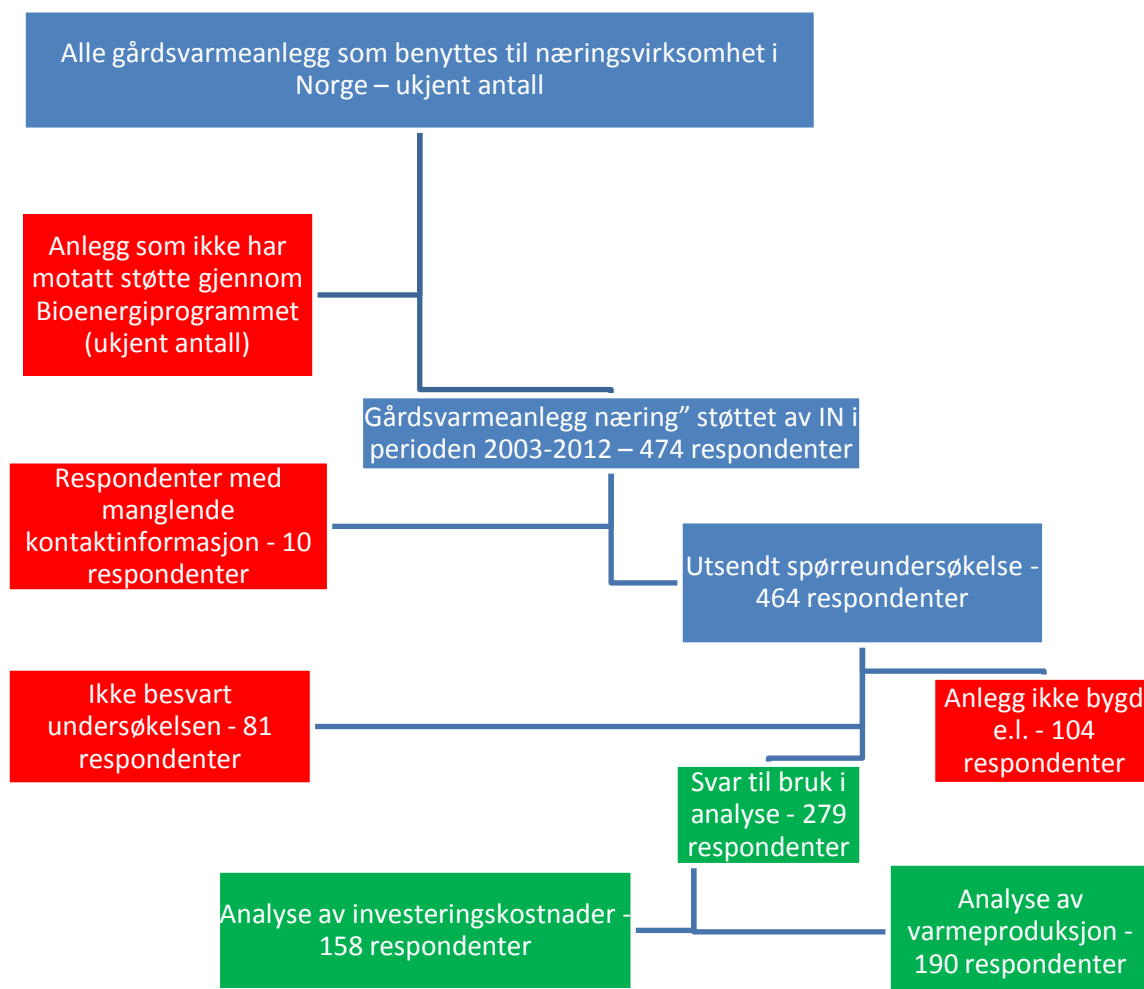 Alle gårdsvarmeanlegg som benyttes til næringsvirksomhet i
Norge – ukjent antall
Anlegg som ikke har
motatt støtte gjennom
Bioenergiprogrammet
(ukjent antall)
Gårdsvarmeanlegg næring” støttet av IN i
perioden 2003-2012 – 474 respondenter
Respondenter med
manglende
kontaktinformasjon - 10
respondenter
Utsendt spørreundersøkelse -
464 respondenter
Ikke besvart
undersøkelsen - 81
respondenter
Anlegg ikke bygd
e.l. - 104
respondenter
Svar til bruk i
analyse - 279
respondenter
Analyse av investeringskostnader -
158 respondenter
Analyse av
varmeproduksjon -
190 respondenter